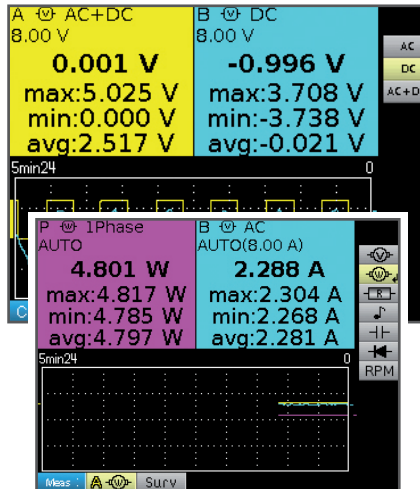 A V AC+DC
8.00 V
0.001 V
max:5.025 V
min:0.000 V
avg:2.517 V
B V DC
8.00 V
-0.996 V
max:3.708 V
min:-3.738 V
avg:-0.021 V
AC
DC
AC+D
5min24 0
C
P W 1Phase
AUTO
4.801 W
max:4.817 W
min:4.785 W
avg:4.797 W
B V AC
AUTO(8.00 A)
2.288 A
max:2.304 A
min:2.268 A
avg:2.281 A
V
W
R
RPM
5min24 0
Meas : A W Surv